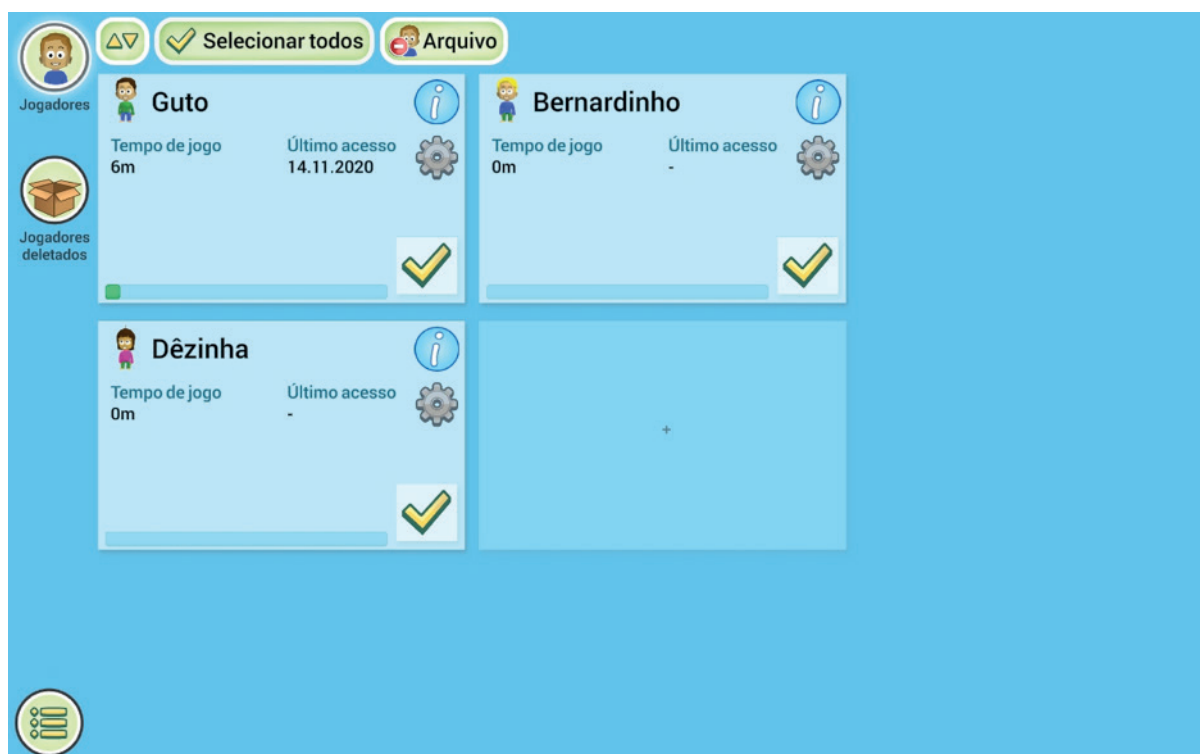 Selecionar todos
Arquivo
Jogadores
Guto
Tempo de jogo Último acesso
6m 14.11.2020
Bernardinho
Tempo de jogo Último acesso
0m -
Jogadores
deletados
Dêzinha
Tempo de jogo Último acesso
0m -
+